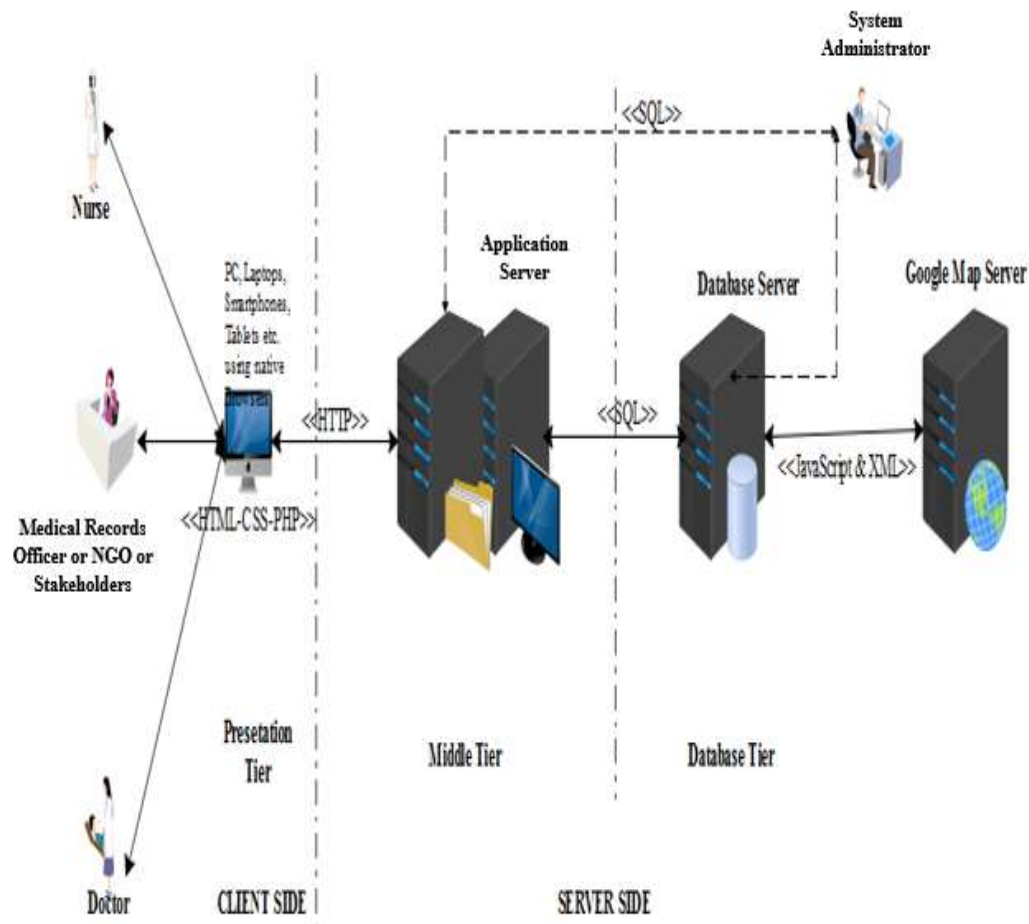 System
Administrator
<<SQL>>
Nurse
Application
Server
PC, Laptops,
Smartphones,
Tablets etc.
using native
Database Server
Google Map Server
<<HTTP>>
<<SQL>>
<<JavaScript & XML>>
<<HTML-CSS-PHP>>
Medical Records
Officer or NGO or
Stakeholders
Presetation
Tier
Middle Tier
Database Tier
Doctor
CLIENT SIDE
SERVER SIDE